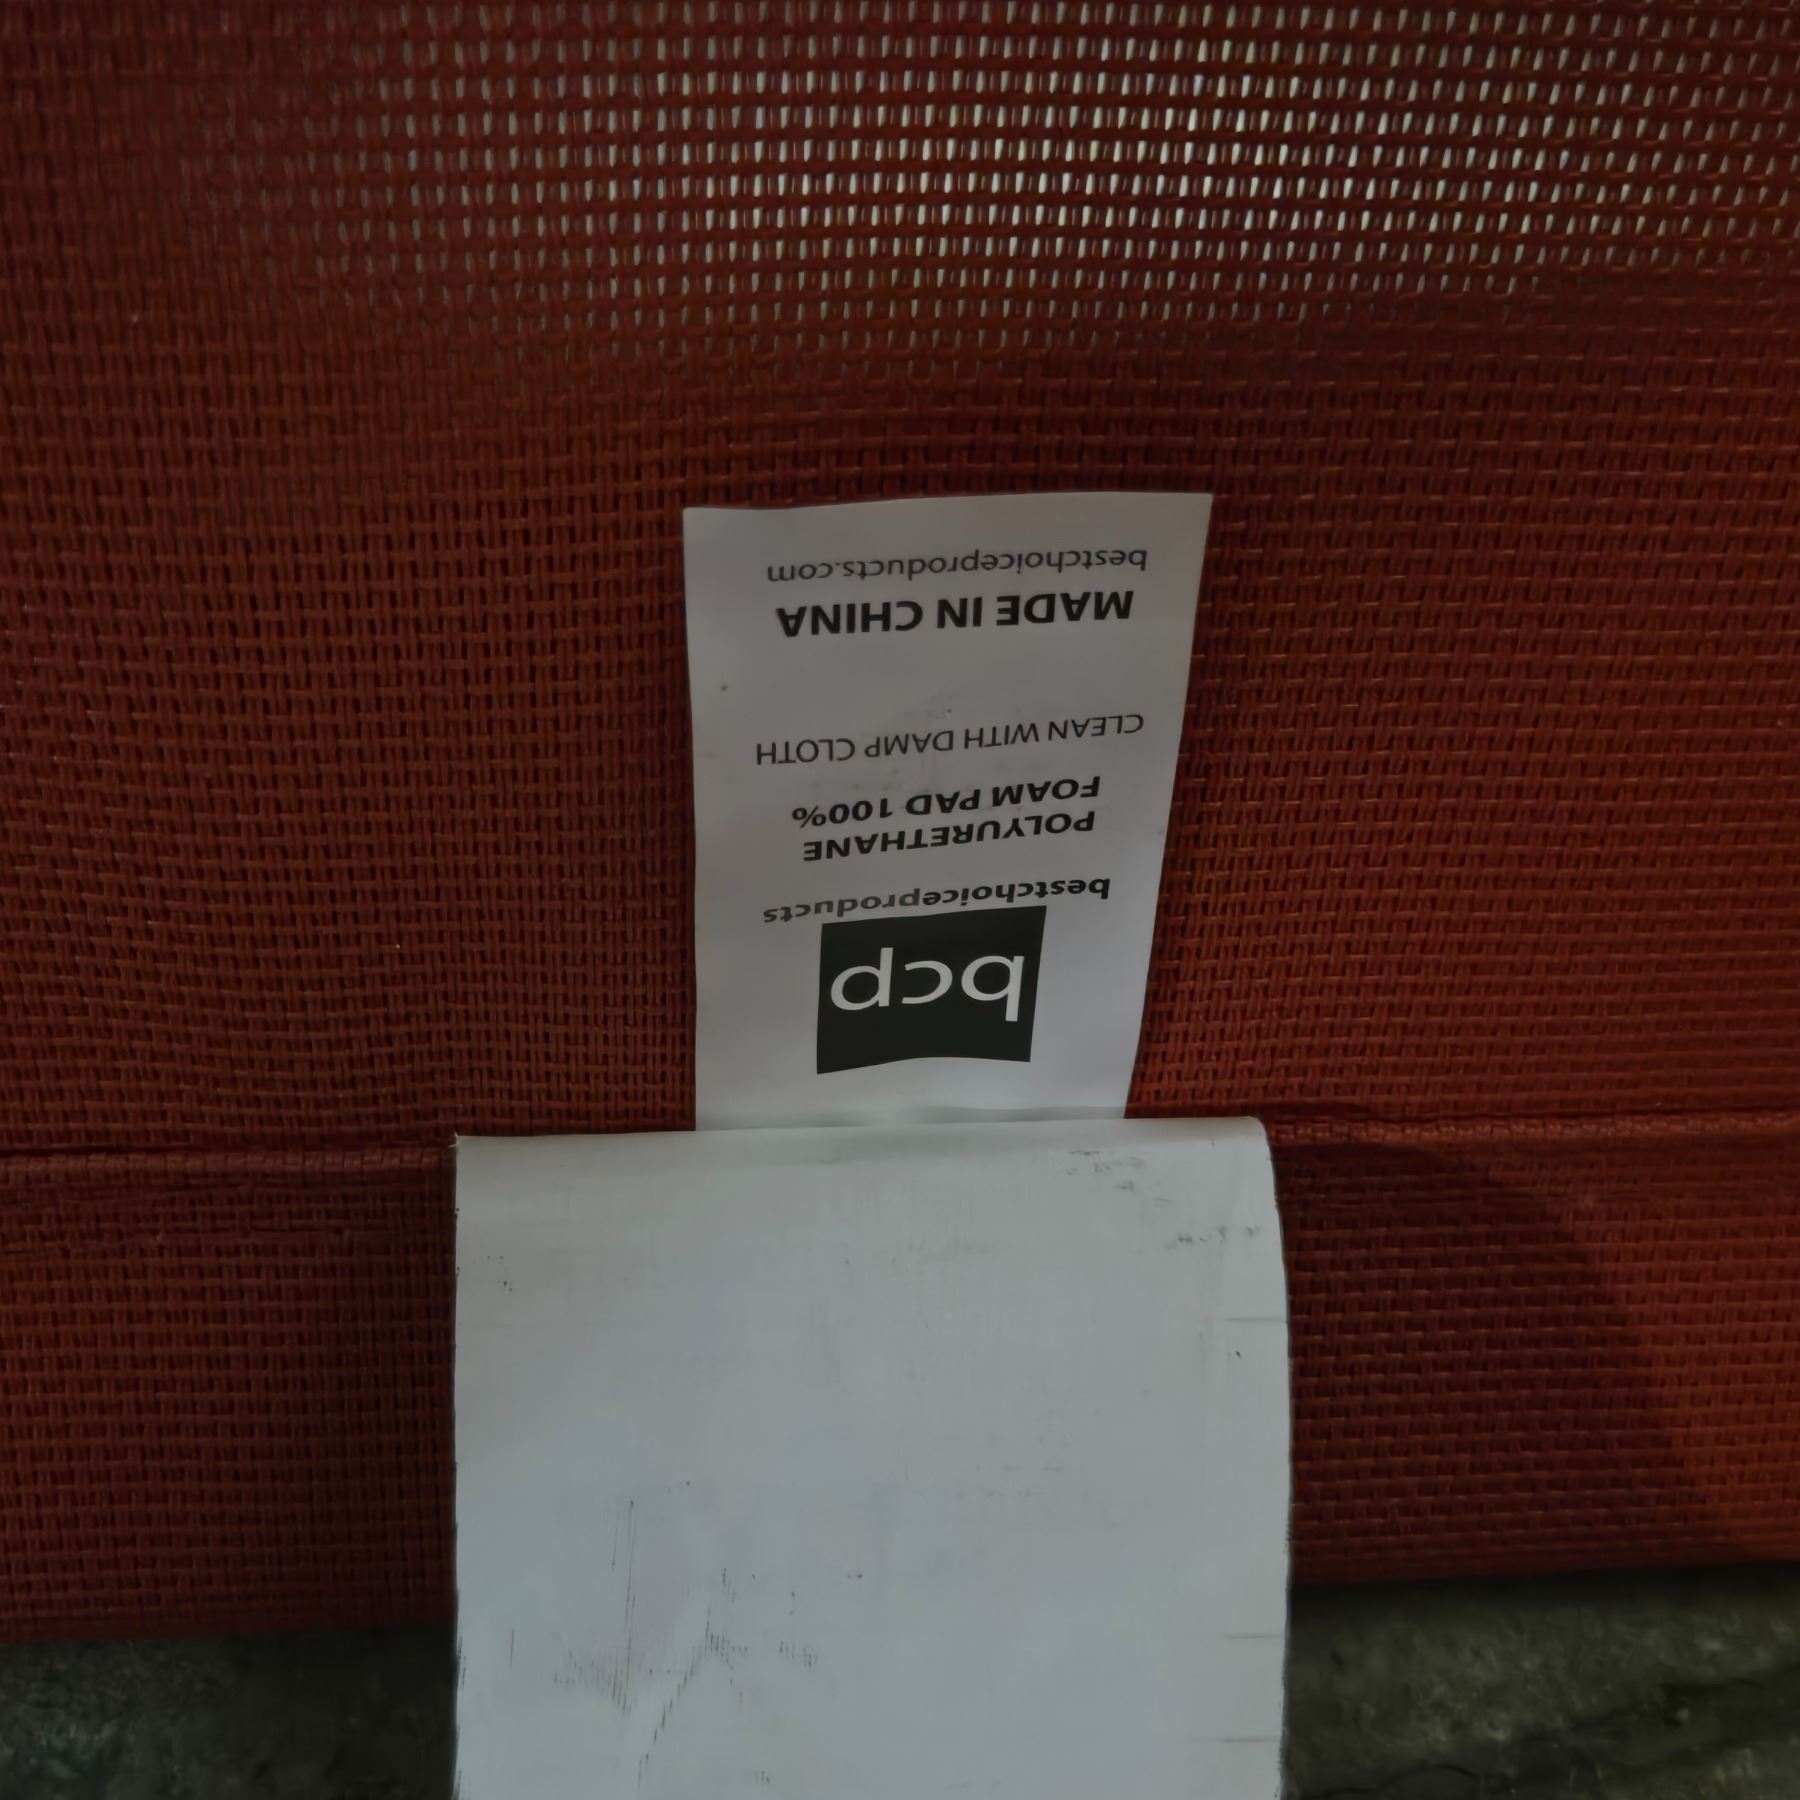 bcp
bestchoiceproducts
POLYURETHANE
FOAM PAD 100%
CLEAN WITH DAMP CLOTH
MADE IN CHINA
bestchoiceproducts.com